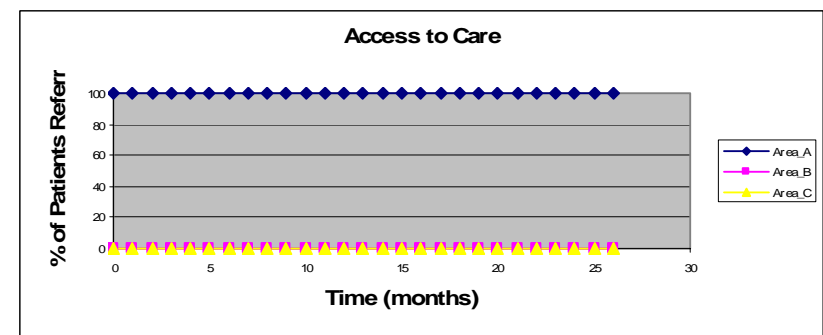 Access to Care
% of Patients Referr
100
80
60
40
20
0
0 5 10 15 20 25 30
Time (months)
Area_A
Area_B
Area_C